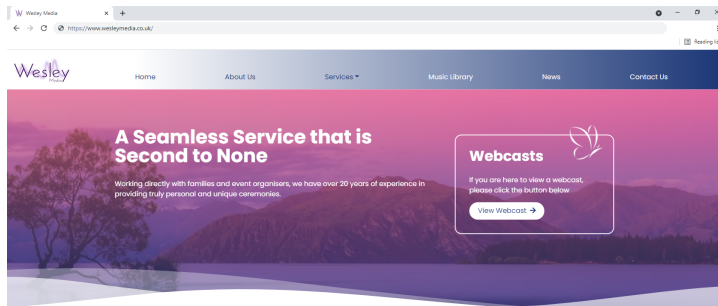 Wesley Media
https://www.wesleymedia.co.uk/
Reading li
Wesley
Media
Home About Us Services Music Library News Contact Us
A Seamless Service that is
Second to None
Working directly with families and event organisers, we have over 20 years of experience in
providing truly personal and unique ceremonies.
Webcasts
If you are here to view a webcast,
please click the button below
View Webcast →